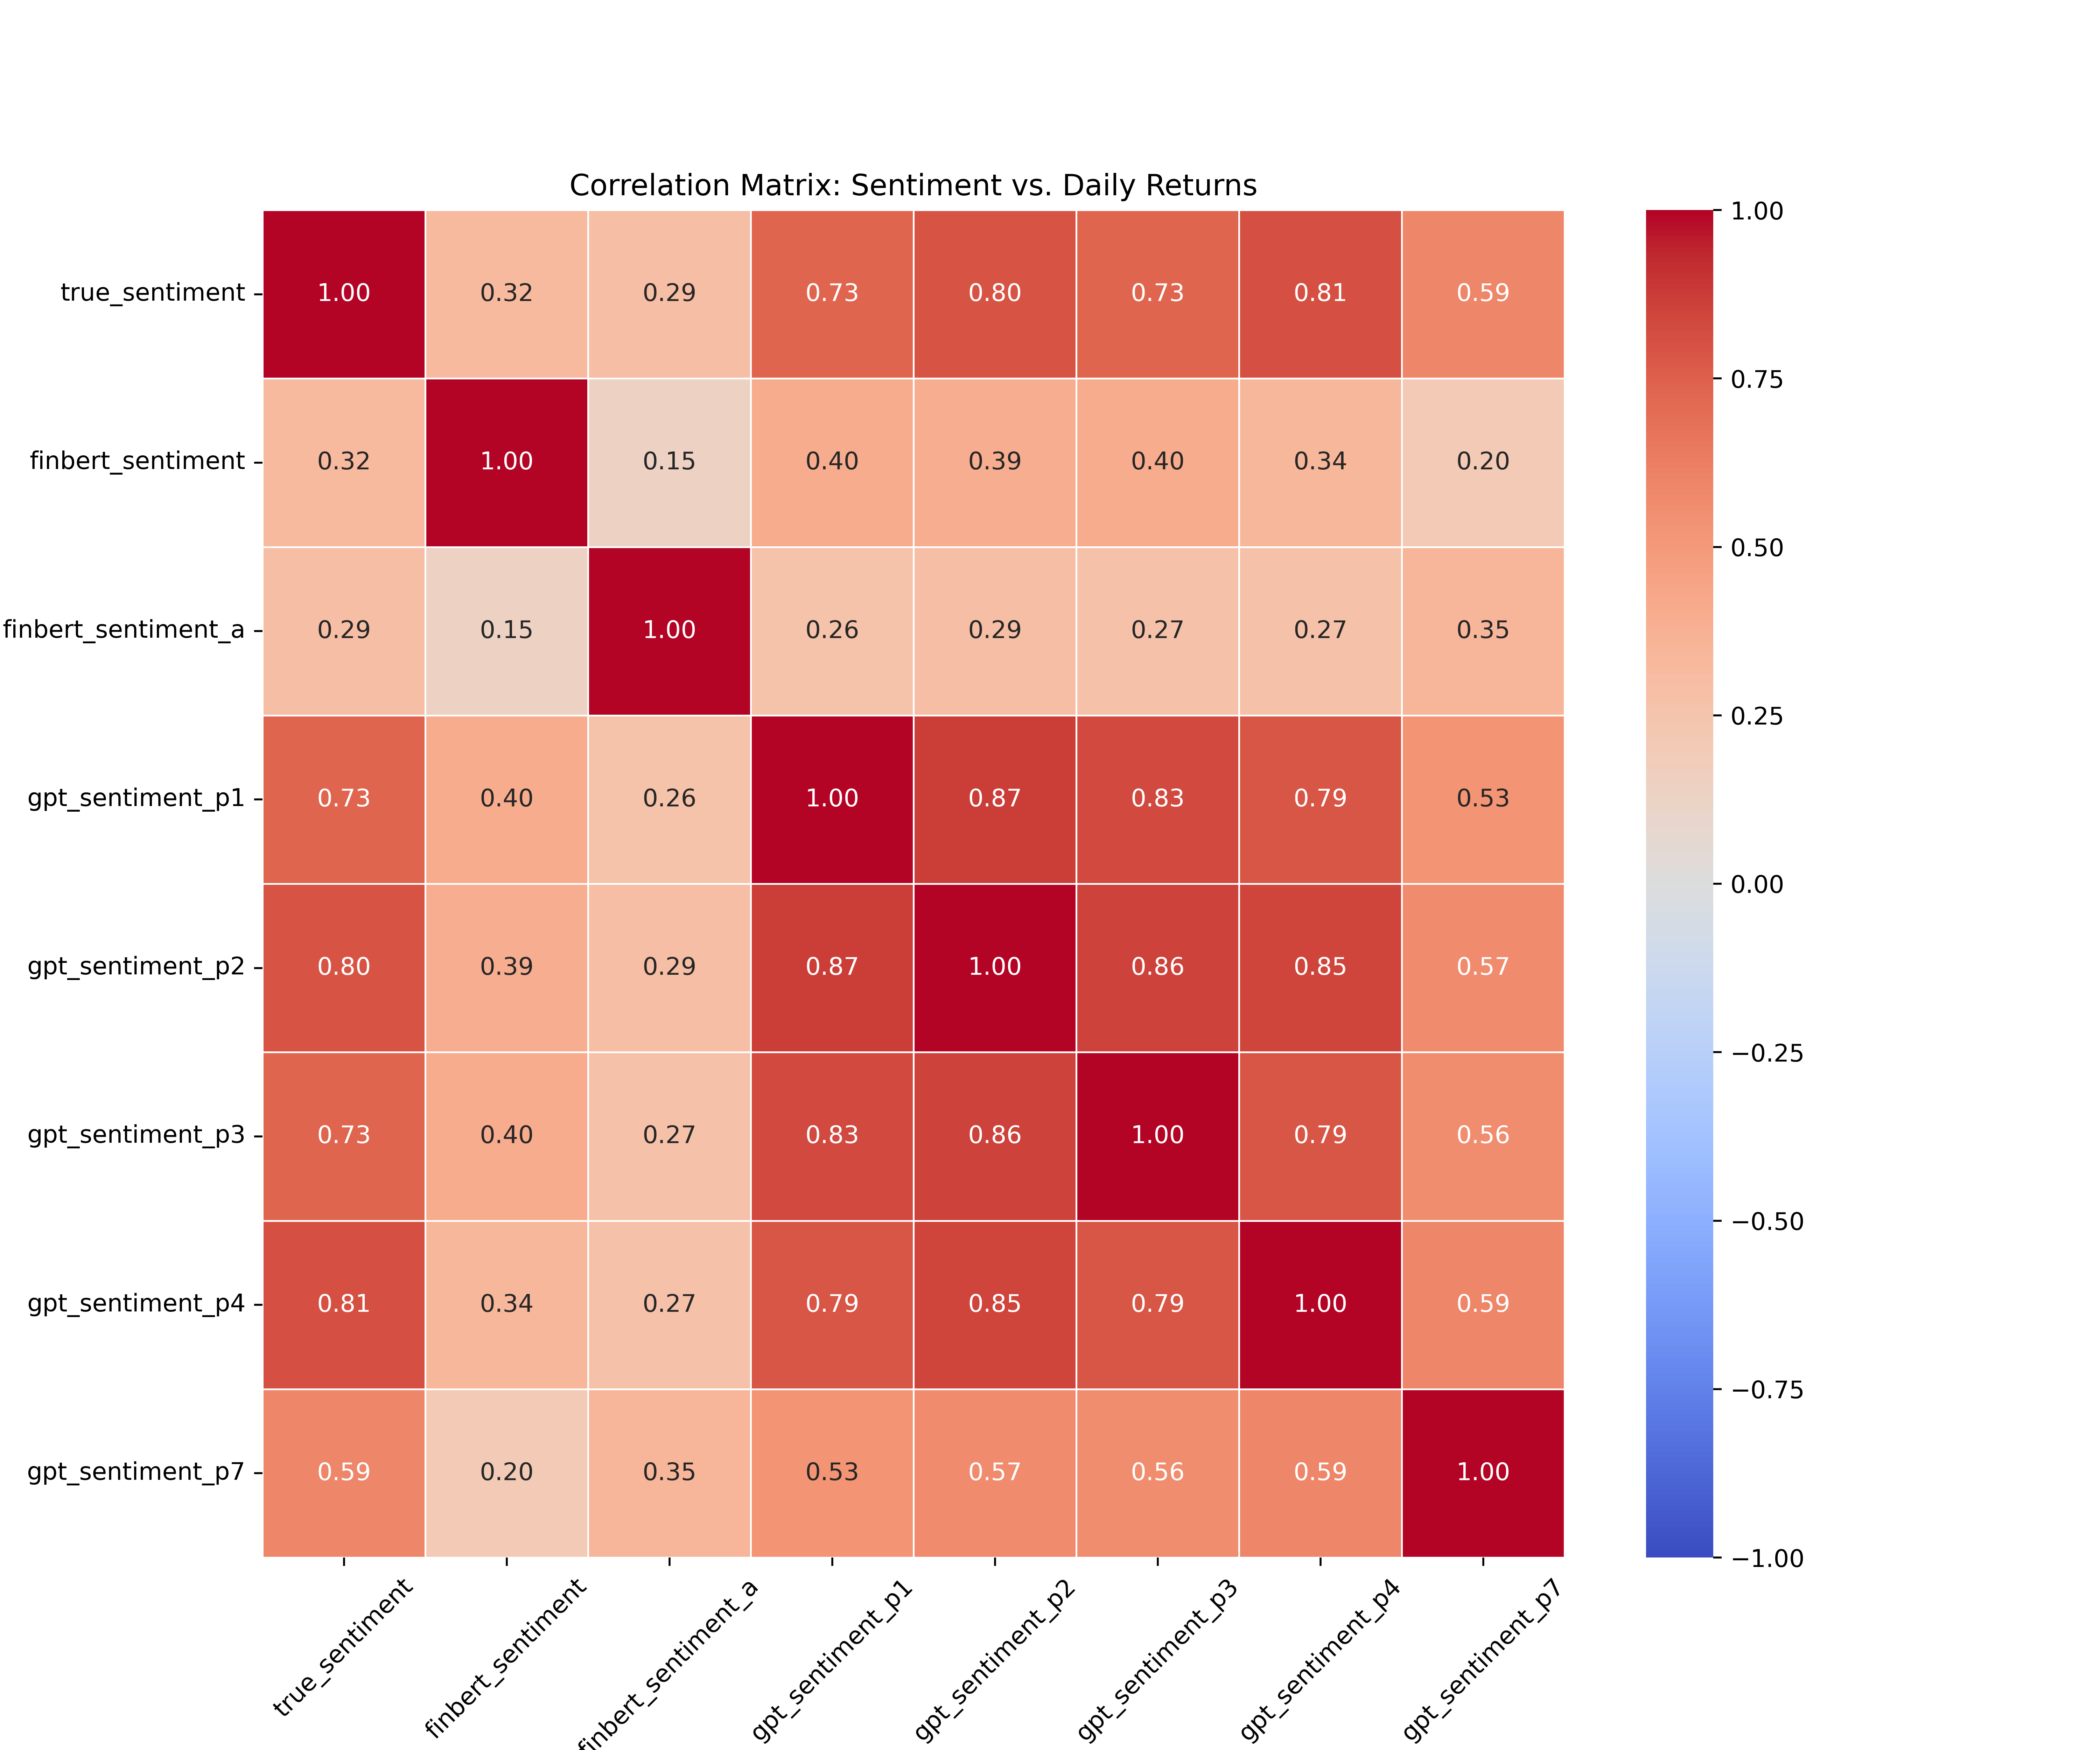 Correlation Matrix: Sentiment vs. Daily Returns
true_sentiment 1.00 0.32 0.29 0.73 0.80 0.73 0.81 0.59
finbert_sentiment 0.32 1.00 0.15 0.40 0.39 0.40 0.34 0.20
finbert_sentiment_a 0.29 0.15 1.00 0.26 0.29 0.27 0.27 0.35
gpt_sentiment_p1 0.73 0.40 0.26 1.00 0.87 0.83 0.79 0.53
gpt_sentiment_p2 0.80 0.39 0.29 0.87 1.00 0.86 0.85 0.57
gpt_sentiment_p3 0.73 0.40 0.27 0.83 0.86 1.00 0.79 0.56
gpt_sentiment_p4 0.81 0.34 0.27 0.79 0.85 0.79 1.00 0.59
gpt_sentiment_p7 0.59 0.20 0.35 0.53 0.57 0.56 0.59 1.00
true_sentiment
finbert_sentiment
finbert_sentiment_a
gpt_sentiment_p1
gpt_sentiment_p2
gpt_sentiment_p3
gpt_sentiment_p4
gpt_sentiment_p7
1.00
0.75
0.50
0.25
0.00
−0.25
−0.50
−0.75
−1.00